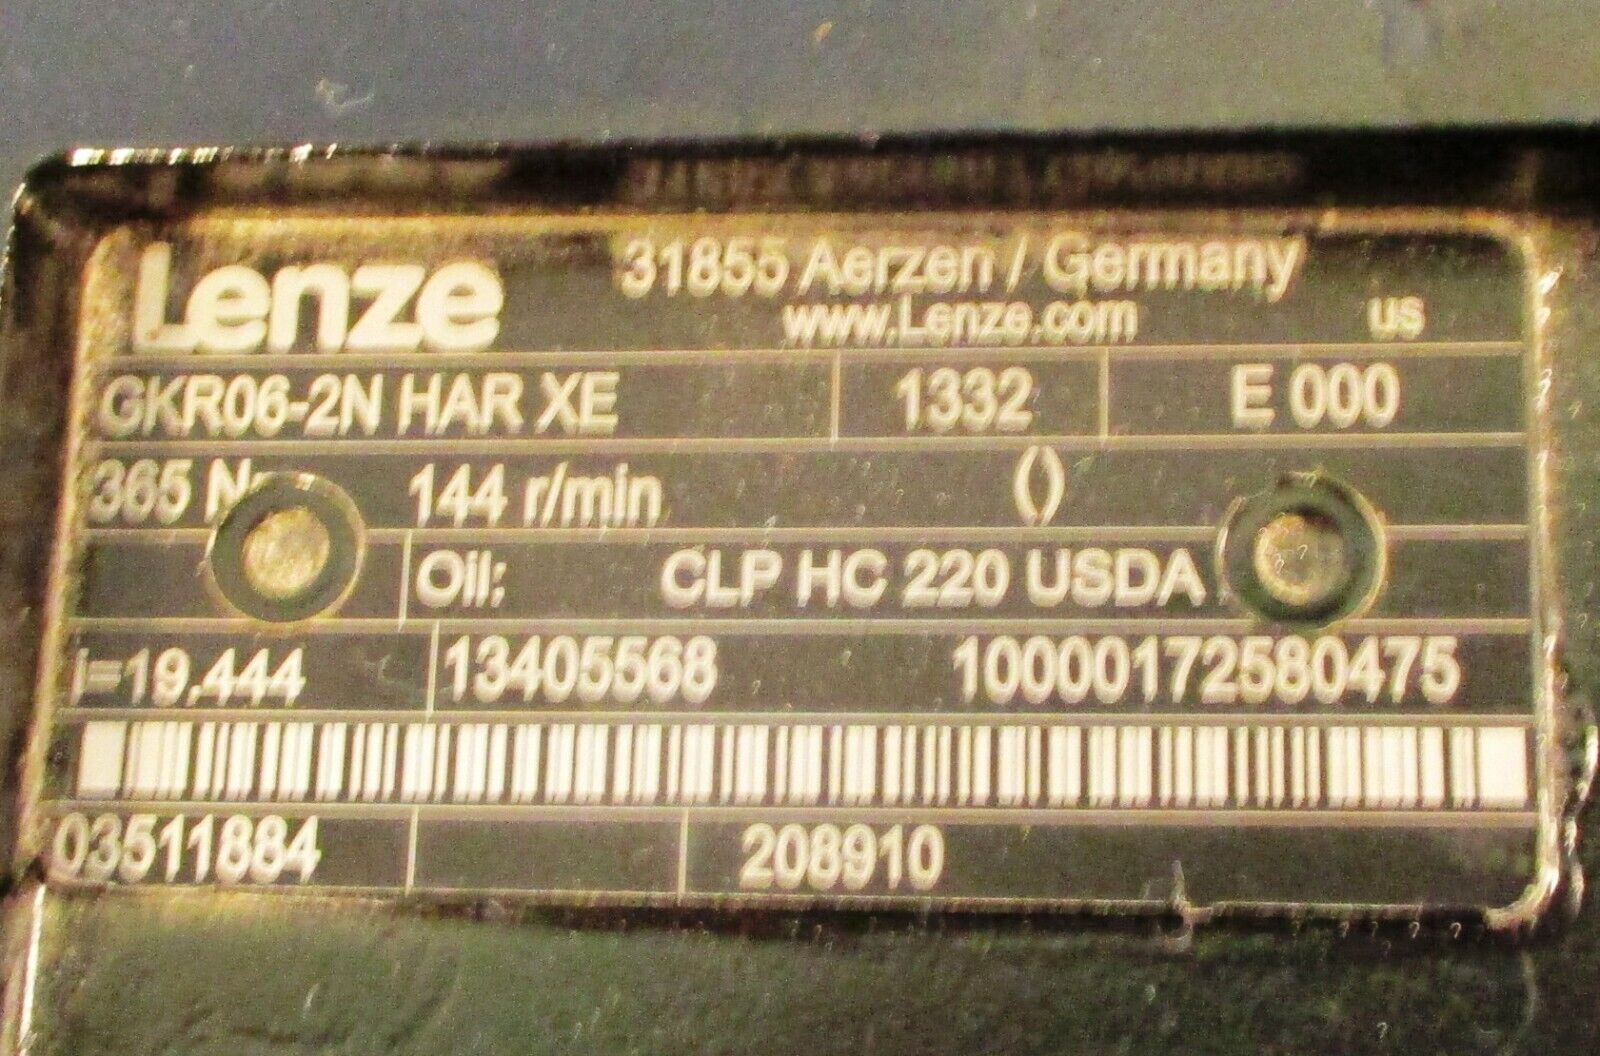 Lenze 31855 Aerzen / Germany
www.Lenze.com us
GKR06-2N HAR XE 1332 E 000
365 144 r/min ()
Oil: CLP HC 220 USDA
i=19,444 13405568 10000172580475
03511884 208910